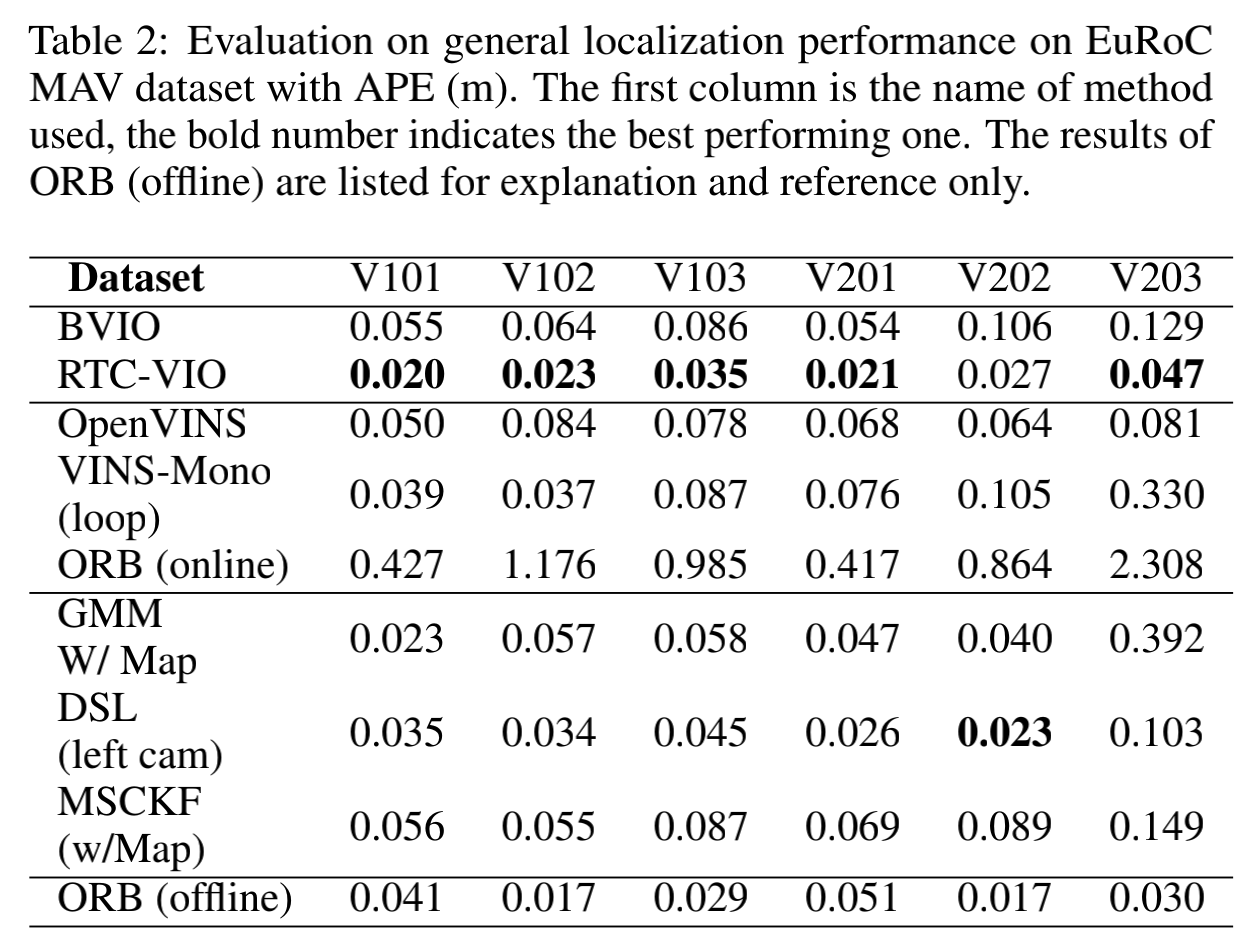 Table 2: Evaluation on general localization performance on EuRoC
MAV dataset with APE (m). The first column is the name of method
used, the bold number indicates the best performing one. The results of
ORB (offline) are listed for explanation and reference only.
Dataset V101 V102 V103 V201 V202 V203
BVIO 0.055 0.064 0.086 0.054 0.106 0.129
RTC-VIO 0.020 0.023 0.035 0.021 0.027 0.047
OpenVINS 0.050 0.084 0.078 0.068 0.064 0.081
VINS-Mono
(loop) 0.039 0.037 0.087 0.076 0.105 0.330
ORB (online) 0.427 1.176 0.985 0.417 0.864 2.308
GMM
W/ Map 0.023 0.057 0.058 0.047 0.040 0.392
DSL
(left cam) 0.035 0.034 0.045 0.026 0.023 0.103
MSCKF
(w/Map) 0.056 0.055 0.087 0.069 0.089 0.149
ORB (offline) 0.041 0.017 0.029 0.051 0.017 0.030